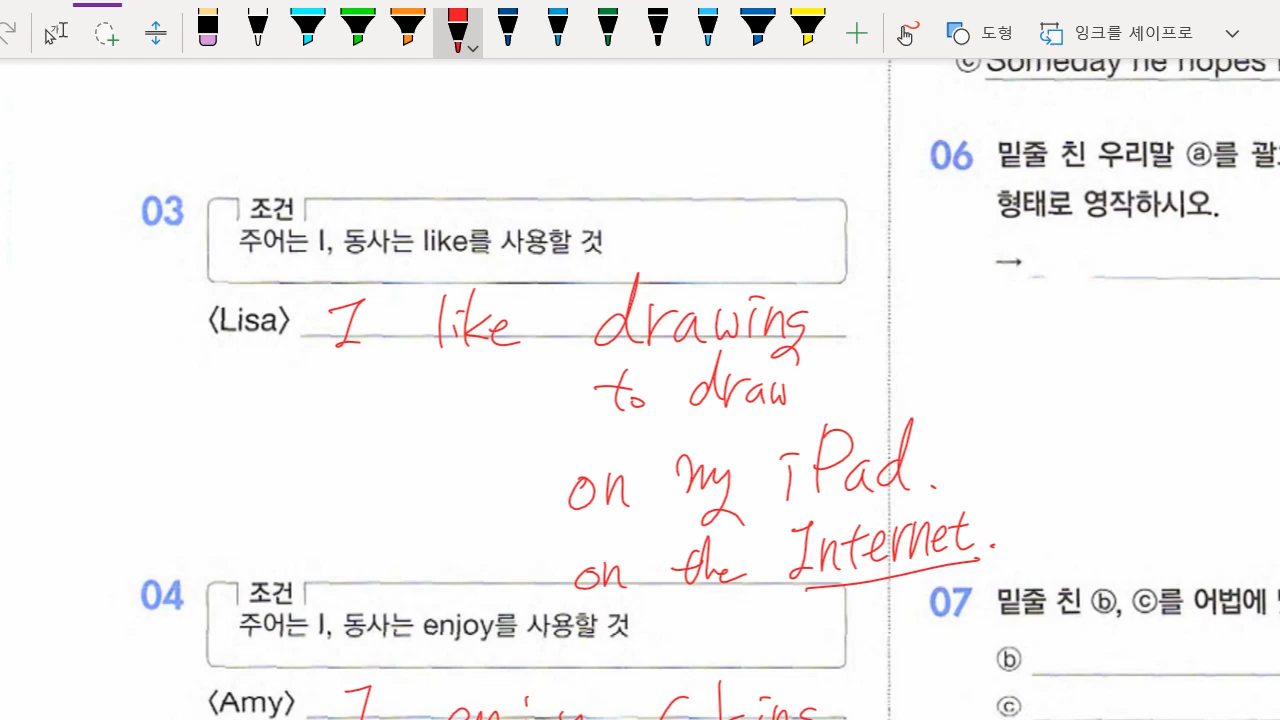 도형
잉크를 셰이프로
03
조건
주어는 I, 동사는 like를 사용할 것
〈Lisa〉 I like drawing
to draw
on my iPad.
on the Internet.
04
조건
주어는 I, 동사는 enjoy를 사용할 것
〈Amy〉 I enjoy
ⓒ Someday he hopes
06 밑줄 친 우리말 ⓐ를
형태로 영작하시오.
→
07 밑줄 친 ⓑ, ⓒ를 어법에
ⓑ
ⓒ